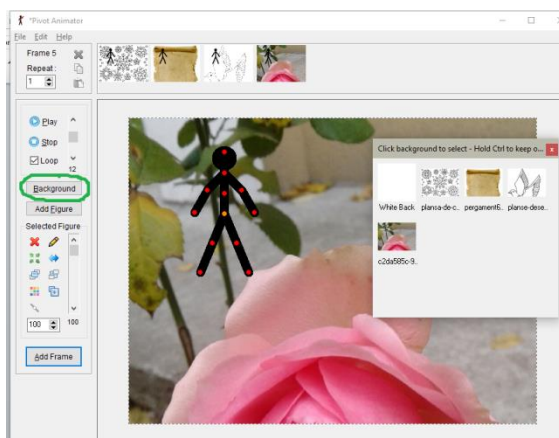 *Pivot Animator
File Edit Help
Frame 5
Repeat:
1
Play
Stop
Loop
12
Background
Add Figure
Selected Figure
100
100
Add Frame
Click background to select - Hold Ctrl to keep o...
White Back
plansa-de-c...
pergament6...
planse-dese...
c2da585c-9...